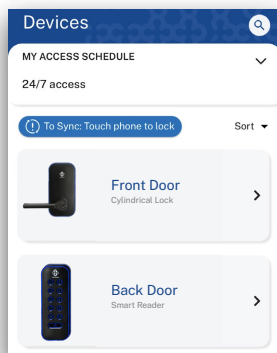 Devices
MY ACCESS SCHEDULE
24/7 access
To Sync: Touch phone to lock
Sort
Front Door
Cylindrical Lock
Back Door
Smart Reader